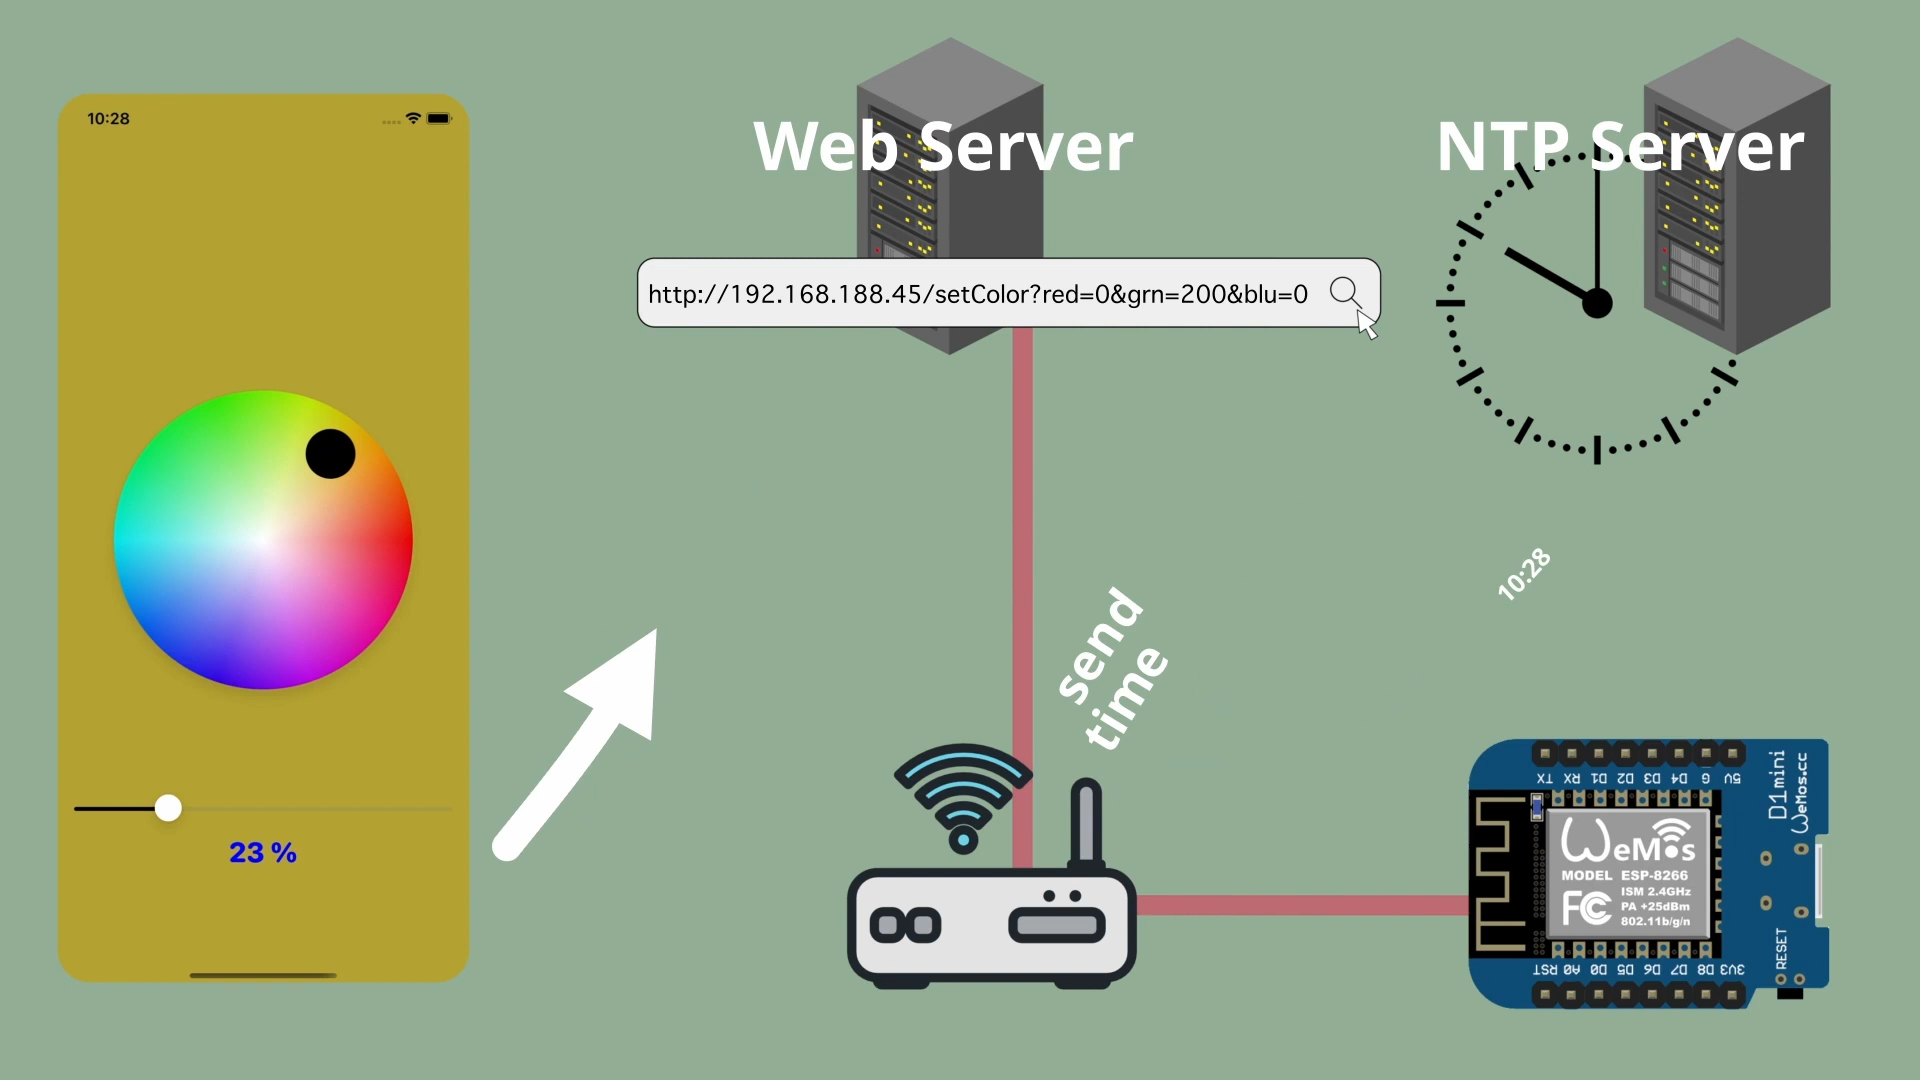 10:28
23 %
Web Server
http://192.168.188.45/setColor?red=0&grn=200&blu=0
NTP Server
10:28
send
time
TX RX D1 D2 D3 D4 G 5V
D1 mini
WeMos.cc
WeMos
MODEL ESP-8266
ISM 2.4GHz
PA +25dBm
802.11b/g/n
FC
RESET
RST A0 D0 D5 D6 D7 D8 3V3